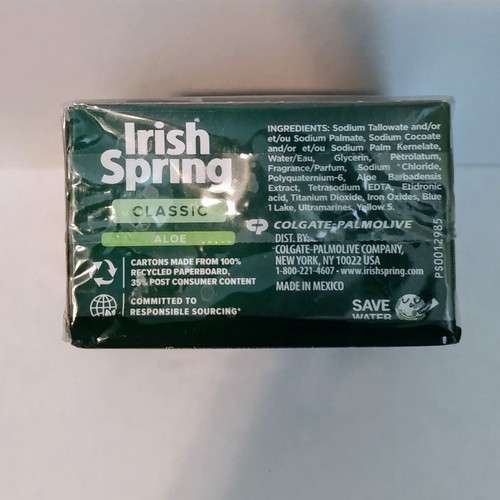 Irish
Spring
CLASSIC
ALOE
CARTONS MADE FROM 100%
RECYCLED PAPERBOARD,
35% POST CONSUMER CONTENT
COMMITTED TO
RESPONSIBLE SOURCING*
INGREDIENTS: Sodium Tallowate and/or
et/ou Sodium Palmate, Sodium Cocoate
and/or et/ou Sodium Palm Kernelate,
Water/Eau, Glycerin, Petrolatum,
Fragrance/Parfum, Sodium Chloride,
Polyquaternium-6, Aloe Barbadensis
Extract, Tetrasodium EDTA, Etidronic
acid, Titanium Dioxide, Iron Oxides, Blue
1 Lake, Ultramarines, Yellow 5.
CP COLGATE-PALMOLIVE
DIST. BY:
COLGATE-PALMOLIVE COMPANY,
NEW YORK, NY 10022 USA
1-800-221-4607 • www.irishspring.com
MADE IN MEXICO
SAVE
WATER
PS0012985